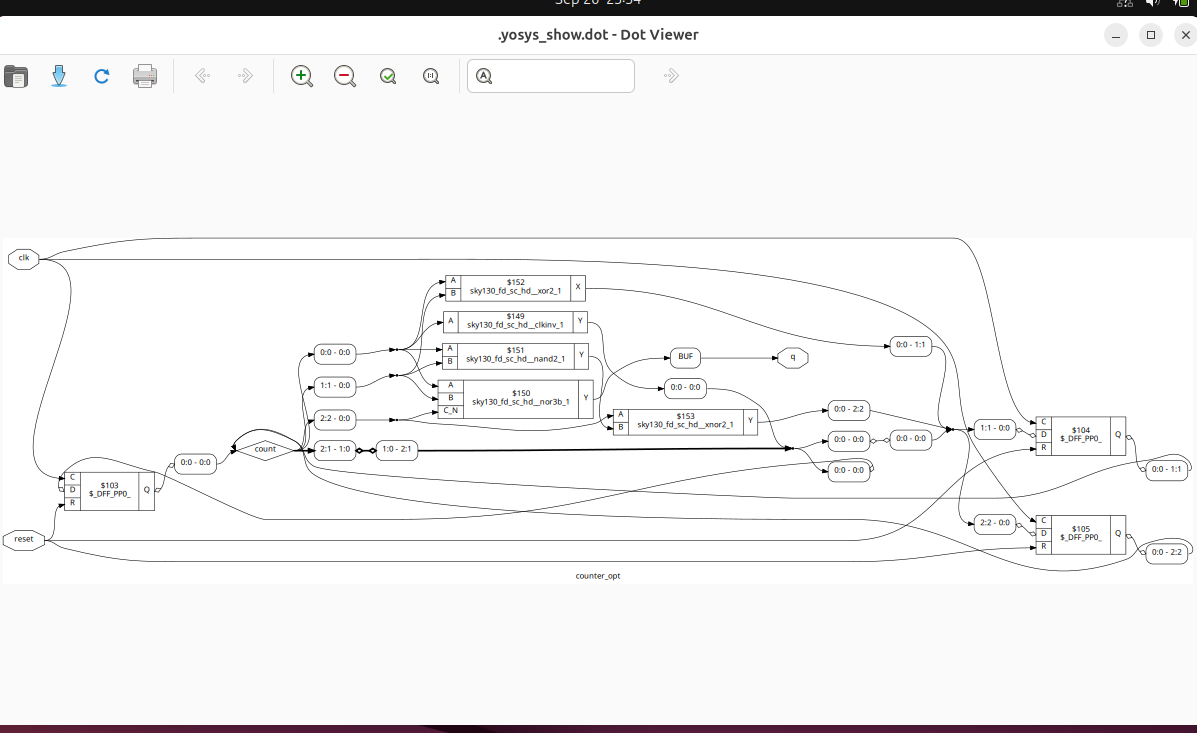 Sep 20 23:54
.yosys_show.dot - Dot Viewer
clk
A
B
$152
sky130_fd_sc_hd__xor2_1
X
A
$149
sky130_fd_sc_hd__clkinv_1
Y
A
B
$151
sky130_fd_sc_hd__nand2_1
Y
A
B
C_N
$150
sky130_fd_sc_hd__nor3b_1
Y
A
B
$153
sky130_fd_sc_hd__xnor2_1
Y
0:0 - 0:0
1:1 - 0:0
2:2 - 0:0
2:1 - 1:0
1:0 - 2:1
BUF
q
0:0 - 0:0
0:0 - 1:1
0:0 - 2:2
0:0 - 0:0
0:0 - 0:0
0:0 - 0:0
count
0:0 - 0:0
C
D
R
$103
$_DFF_PP0_
Q
reset
1:1 - 0:0
C
D
R
$104
$_DFF_PP0_
Q
0:0 - 1:1
2:2 - 0:0
C
D
R
$105
$_DFF_PP0_
Q
0:0 - 2:2
counter_opt